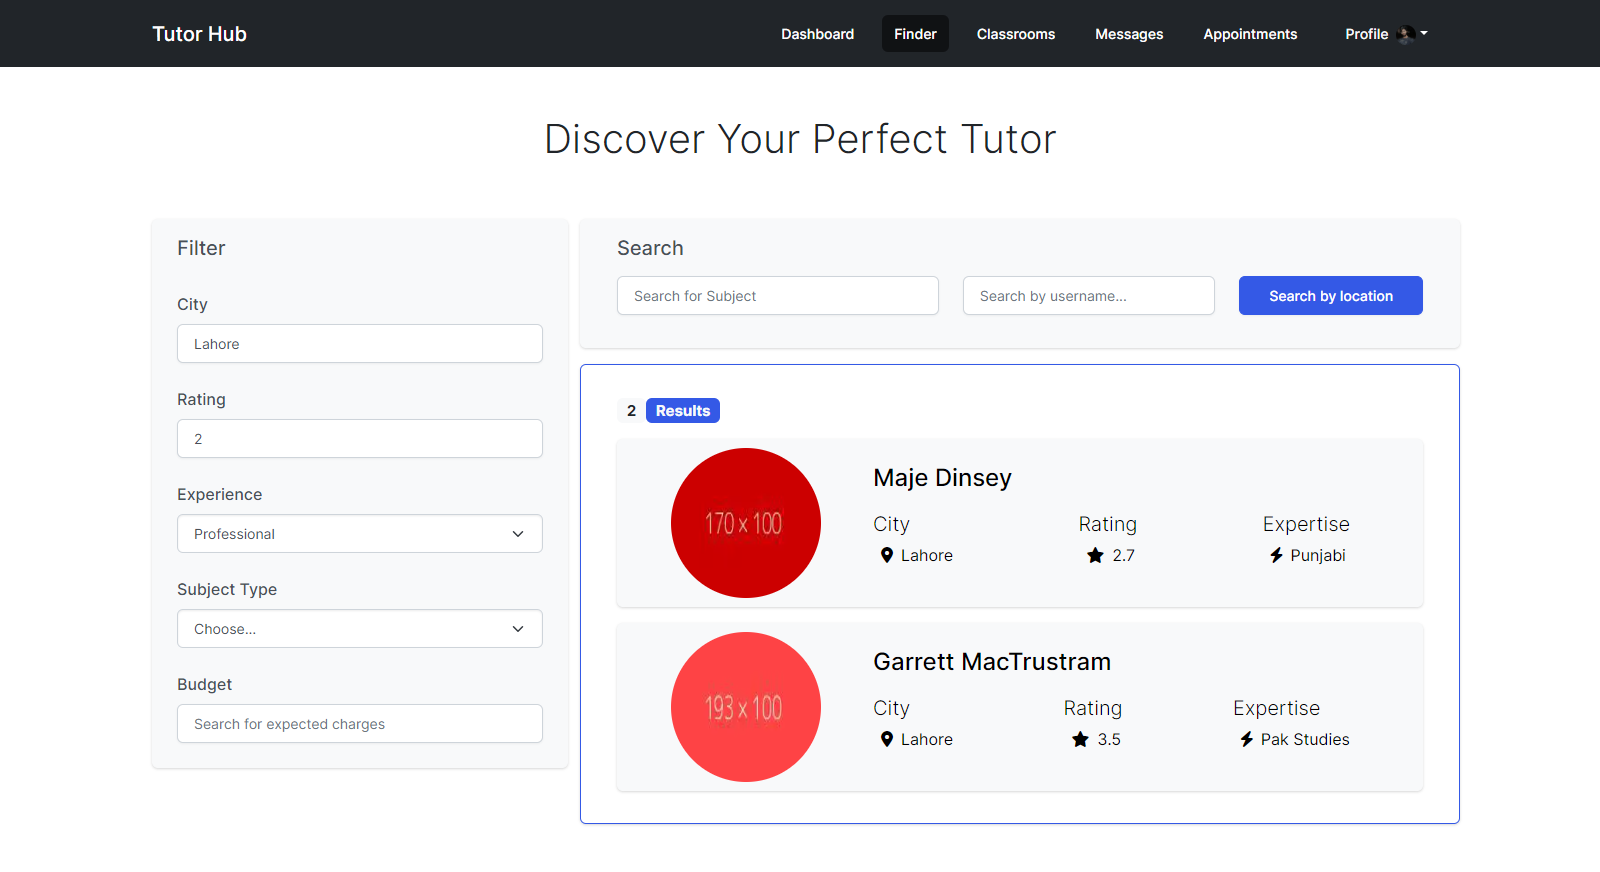 Tutor Hub
Dashboard Finder Classrooms Messages Appointments Profile
Discover Your Perfect Tutor
Filter
City
Lahore
Rating
2
Experience
Professional
Subject Type
Choose...
Budget
Search for expected charges
Search
Search for Subject Search by username... Search by location
2 Results
170 x 100
Maje Dinsey
City Rating Expertise
Lahore 2.7 Punjabi
193 x 100
Garrett MacTrustram
City Rating Expertise
Lahore 3.5 Pak Studies